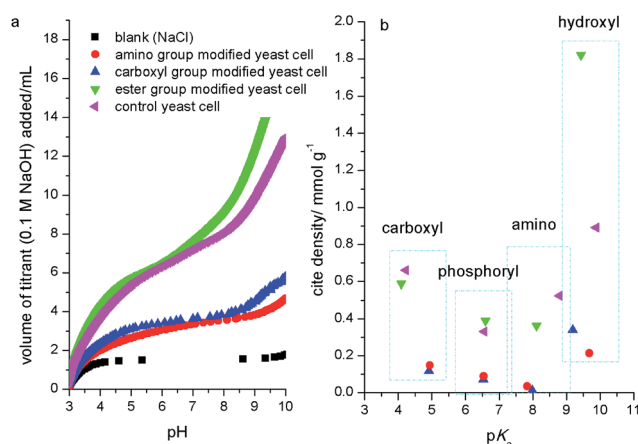 a
blank (NaCl)
amino group modified yeast cell
carboxyl group modified yeast cell
ester group modified yeast cell
control yeast cell
volume of titrant (0.1 M NaOH) added/mL
18
16
14
12
10
8
6
4
2
0
3 4 5 6 7 8 9 10
pH
b
hydroxyl
carboxyl
phosphoryl
amino
cite density/ mmol g-1
2.0
1.8
1.6
1.4
1.2
1.0
0.8
0.6
0.4
0.2
0.0
3 4 5 6 7 8 9 10 11
pKa